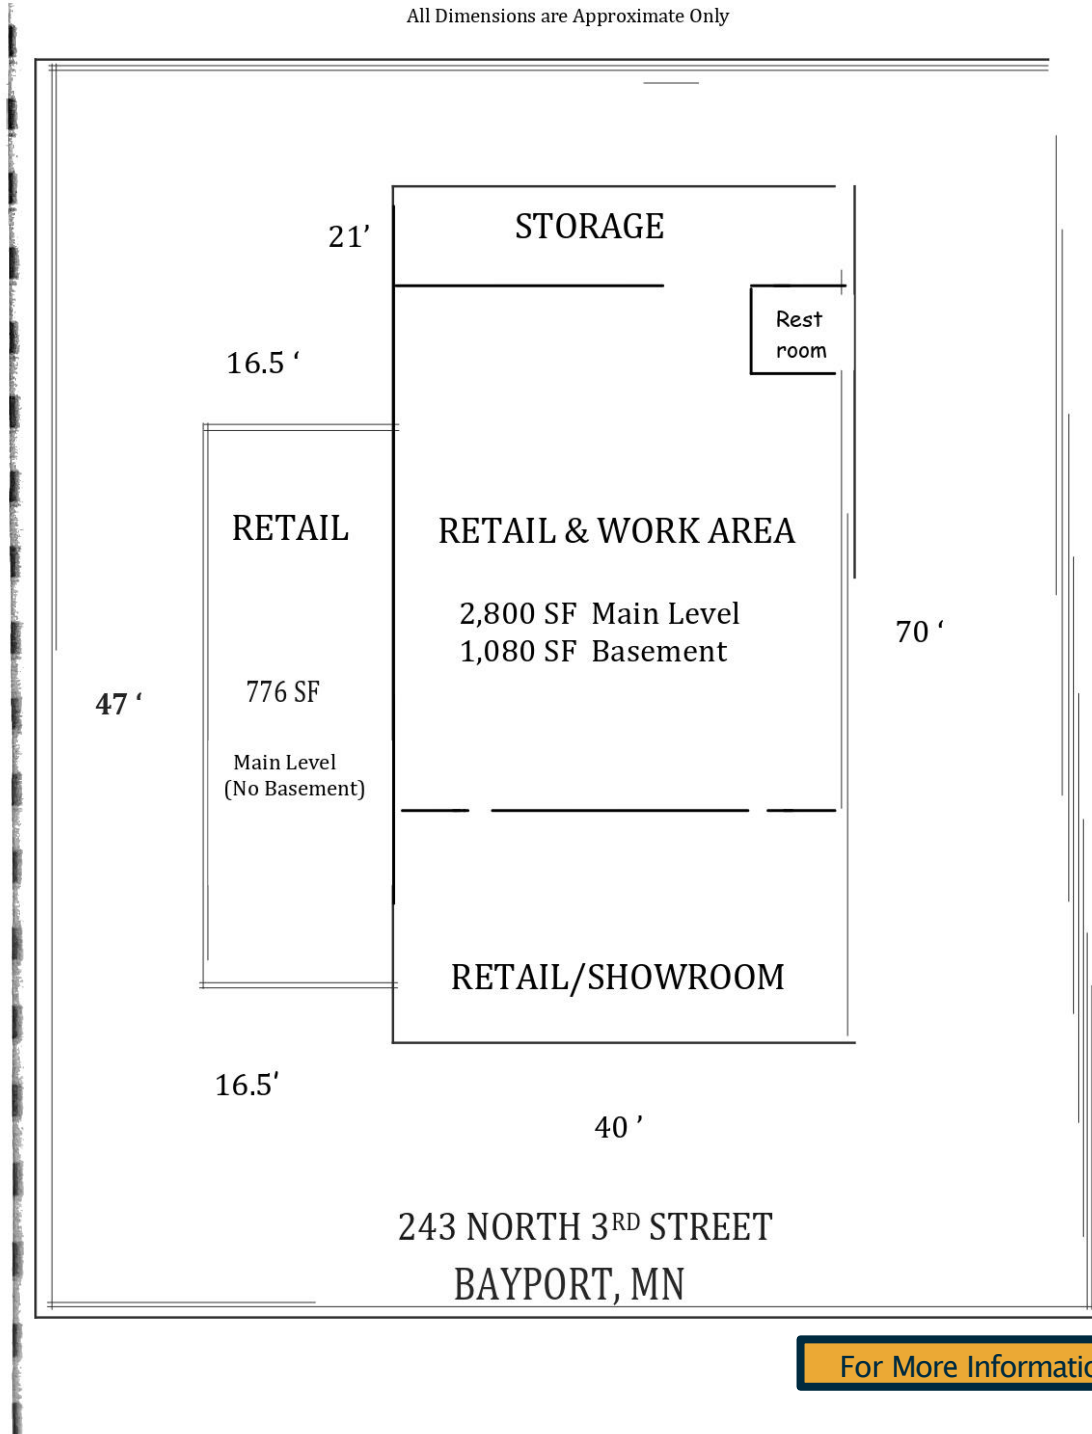 All Dimensions are Approximate Only
STORAGE
21’
Rest
room
16.5 ‘
RETAIL
RETAIL & WORK AREA
2,800 SF Main Level
1,080 SF Basement
70 ‘
776 SF
47 ‘
Main Level
(No Basement)
RETAIL/SHOWROOM
16.5’
40 ’
243 NORTH 3RD STREET
BAYPORT, MN
For More Informatio